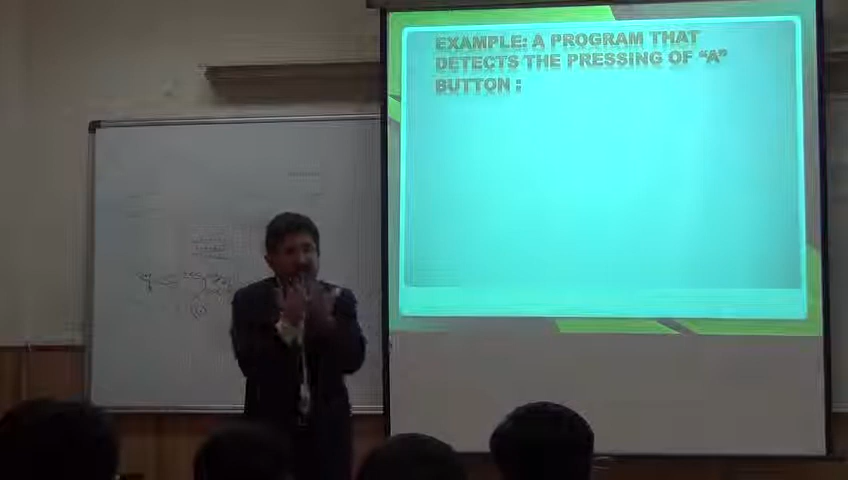 EXAMPLE: A PROGRAM THAT
DETECTS THE PRESSING OF “A”
BUTTON :